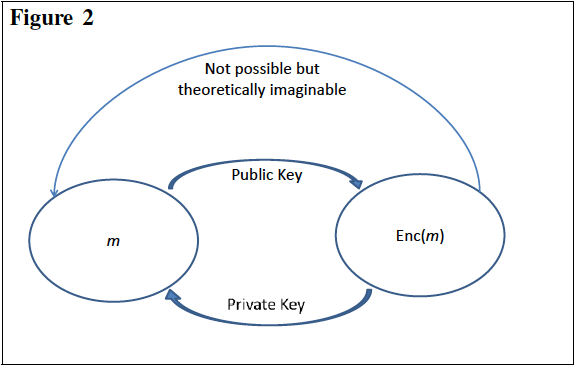 Figure 2
Not possible but
theoretically imaginable
Public Key
m
Enc(m)
Private Key